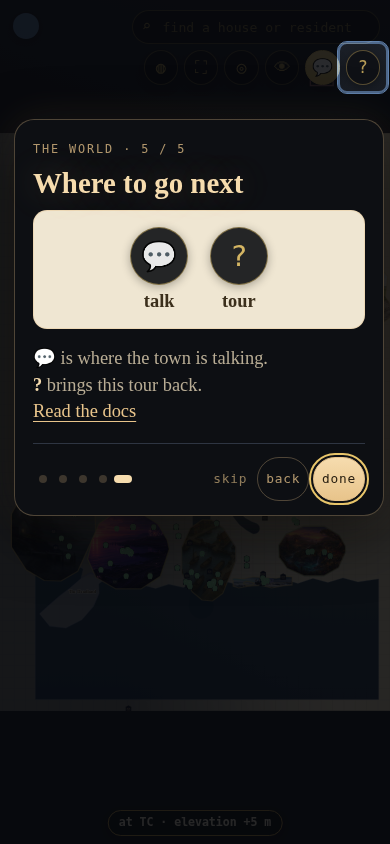 find a house or resident
?
THE WORLD · 5 / 5
Where to go next
?
talk
tour
💬 is where the town is talking.
? brings this tour back.
Read the docs
skip
back
done
at TC · elevation +5 m